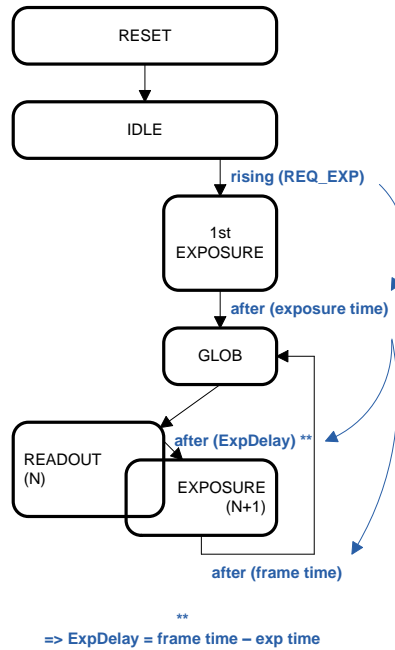 RESET
IDLE
rising (REQ_EXP)
1st
EXPOSURE
after (exposure time)
GLOB
after (ExpDelay) **
READOUT
(N)
EXPOSURE
(N+1)
after (frame time)
**
=> ExpDelay = frame time – exp time